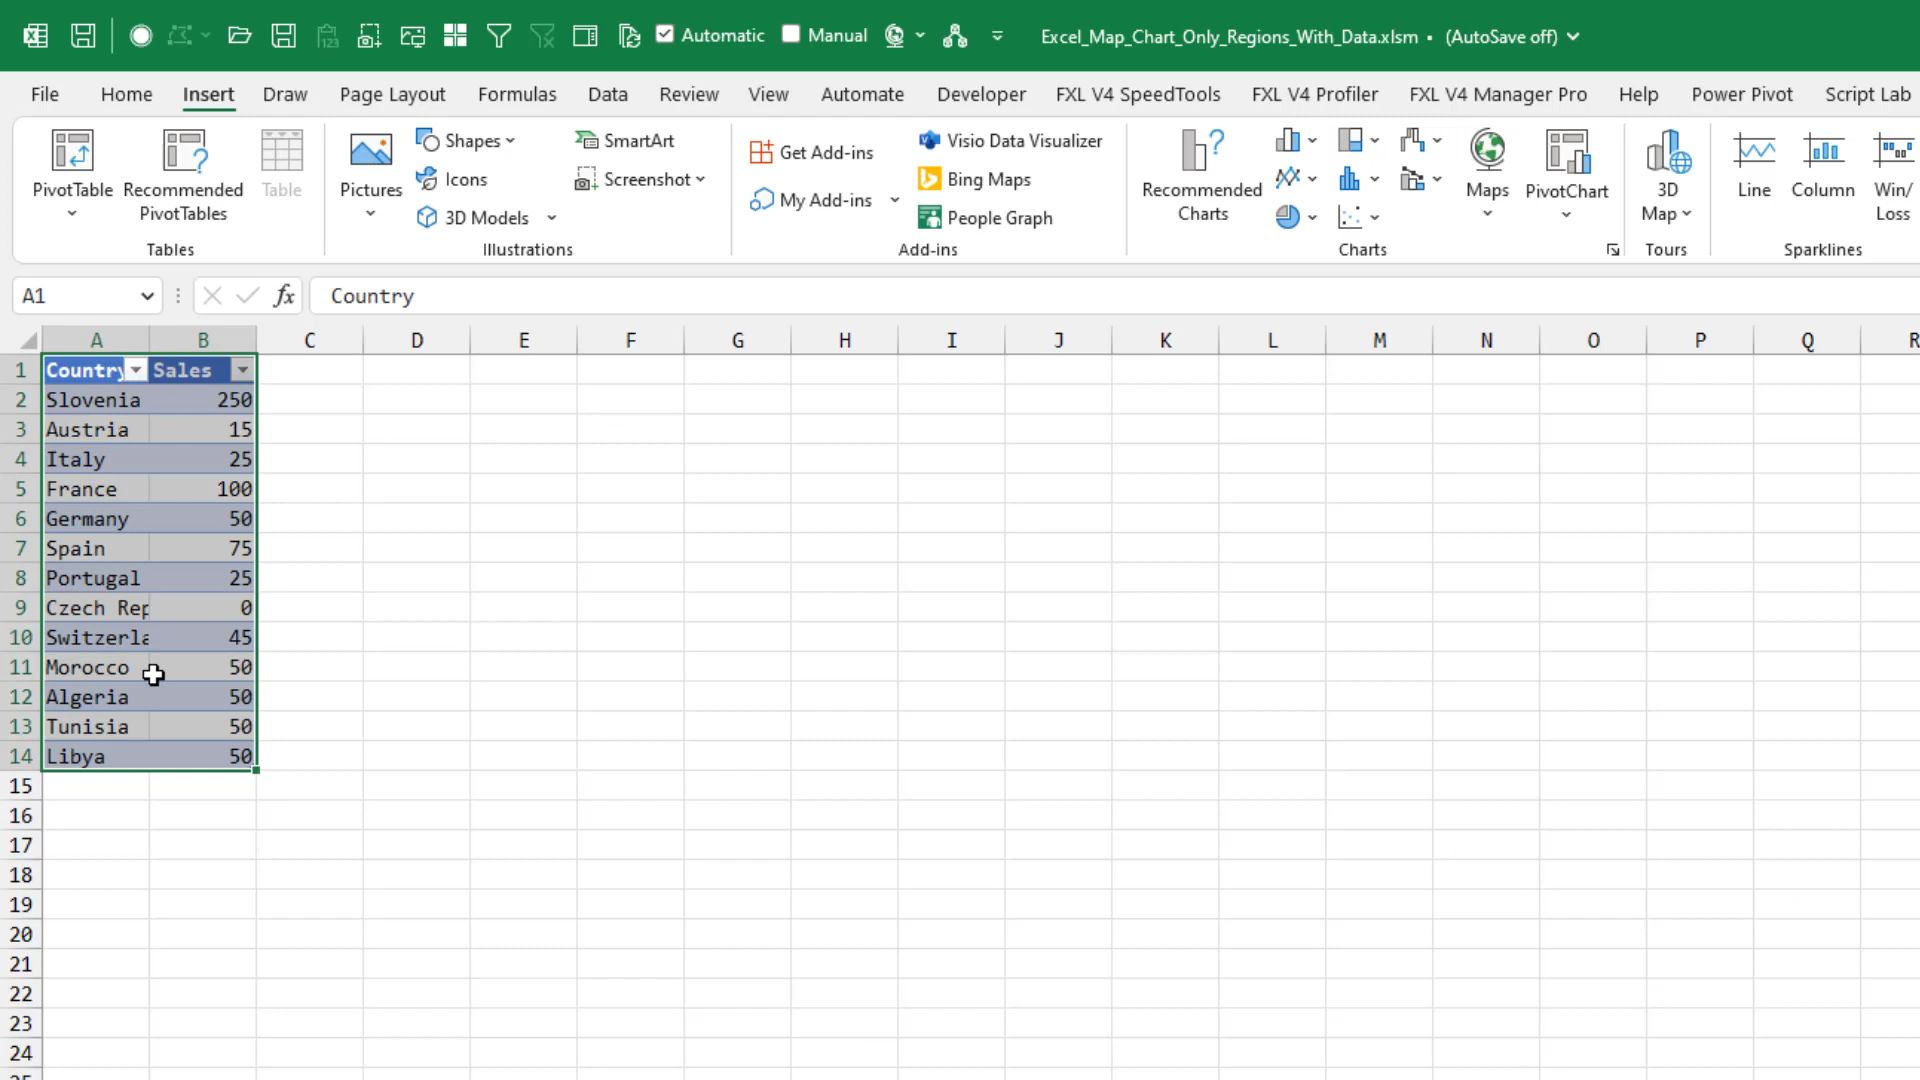 Automatic Manual Excel_Map_Chart_Only_Regions_With_Data.xlsm • (AutoSave off)
File Home Insert Draw Page Layout Formulas Data Review View Automate Developer FXL V4 SpeedTools FXL V4 Profiler FXL V4 Manager Pro Help Power Pivot Script Lab
PivotTable
Recommended
PivotTables
Table
Tables
Pictures
Shapes
Icons
3D Models
SmartArt
Screenshot
Illustrations
Get Add-ins
My Add-ins
Visio Data Visualizer
Bing Maps
People Graph
Add-ins
Recommended
Charts
Maps
PivotChart
Charts
3D
Map
Tours
Line
Column
Win/
Loss
Sparklines
A1 fx Country
A B C D E F G H I J K L M N O P Q R
1 Country Sales
2 Slovenia 250
3 Austria 15
4 Italy 25
5 France 100
6 Germany 50
7 Spain 75
8 Portugal 25
9 Czech Rep 0
10 Switzerla 45
11 Morocco 50
12 Algeria 50
13 Tunisia 50
14 Libya 50
15
16
17
18
19
20
21
22
23
24